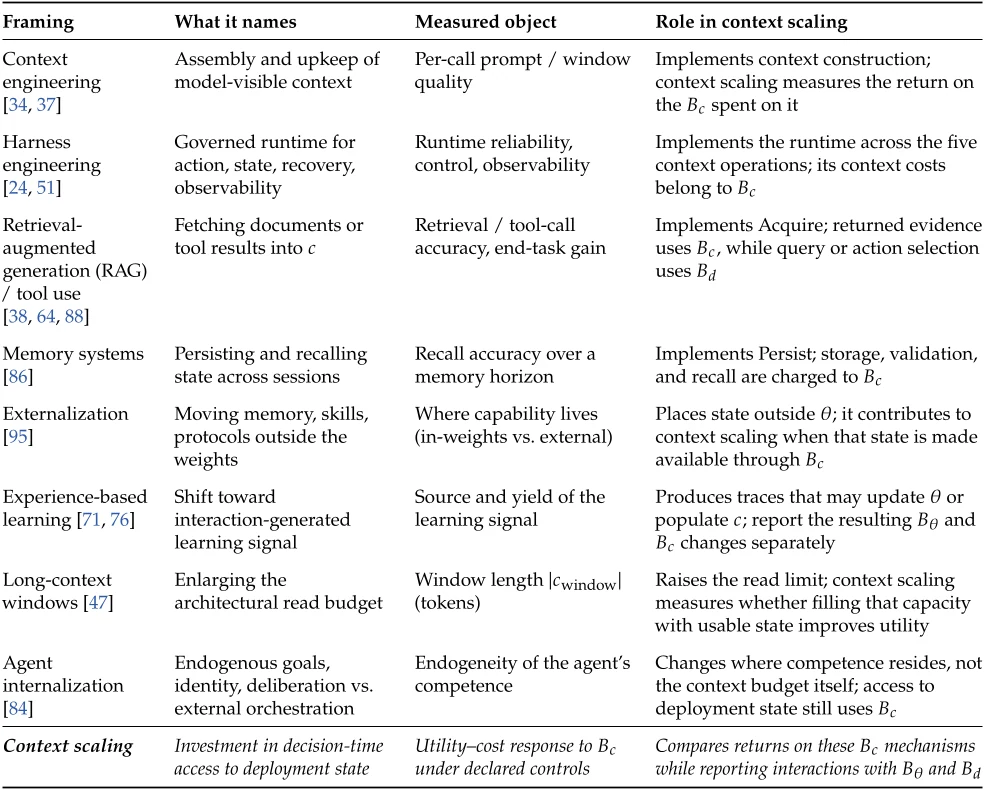 Framing What it names Measured object Role in context scaling
Context Assembly and upkeep of Per-call prompt / window Implements context construction;
engineering model-visible context quality context scaling measures the return on
[34, 37] the B_c spent on it
Harness Governed runtime for Runtime reliability, Implements the runtime across the five
engineering action, state, recovery, control, observability context operations; its context costs
[24, 51] observability belong to B_c
Retrieval- Fetching documents or Retrieval / tool-call Implements Acquire; returned evidence
augmented tool results into c accuracy, end-task gain uses B_c, while query or action selection
generation (RAG) uses B_d
/ tool use
[38, 64, 88]
Memory systems Persisting and recalling Recall accuracy over a Implements Persist; storage, validation,
[86] state across sessions memory horizon and recall are charged to B_c
Externalization Moving memory, skills, Where capability lives Places state outside θ; it contributes to
[95] protocols outside the (in-weights vs. external) context scaling when that state is made
weights available through B_c
Experience-based Shift toward Source and yield of the Produces traces that may update θ or
learning [71, 76] interaction-generated learning signal populate c; report the resulting B_θ and
learning signal B_c changes separately
Long-context Enlarging the Window length |c_window| Raises the read limit; context scaling
windows [47] architectural read budget (tokens) measures whether filling that capacity
with usable state improves utility
Agent Endogenous goals, Endogeneity of the agent’s Changes where competence resides, not
internalization identity, deliberation vs. competence the context budget itself; access to
[84] external orchestration deployment state still uses B_c
Context scaling Investment in decision-time Utility–cost response to B_c Compares returns on these B_c mechanisms
access to deployment state under declared controls while reporting interactions with B_θ and B_d